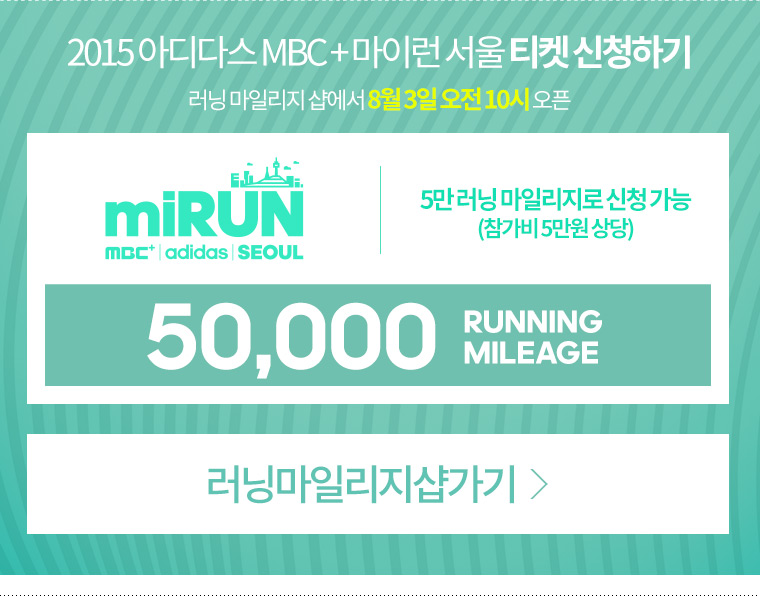 2015 아디다스 MBC + 마이런 서울 티켓 신청하기
러닝 마일리지 샵에서 8월 3일 오전 10시 오픈
miRUN
MBC+ | adidas | SEOUL
5만 러닝 마일리지로 신청 가능
(참가비 5만원 상당)
50,000
RUNNING
MILEAGE
러닝마일리지샵가기 >